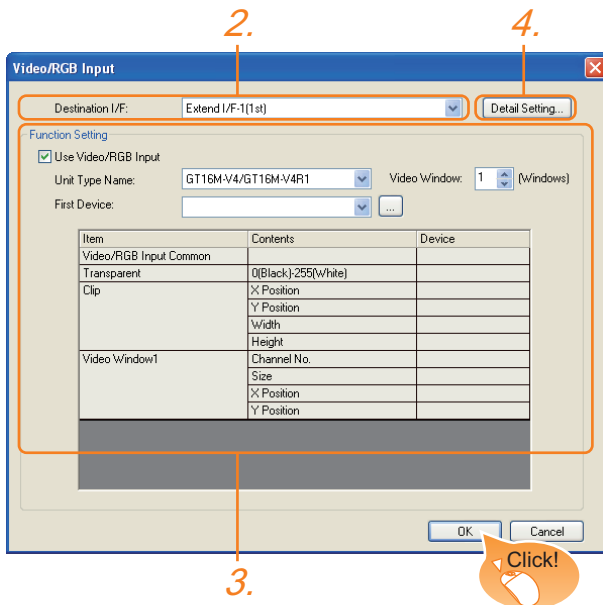 2.
4.
Video/RGB Input
Destination I/F: Extend I/F-1(1st) Detail Setting...
Function Setting
Use Video/RGB Input
Unit Type Name: GT16M-V4/GT16M-V4R1 Video Window: 1 (Windows)
First Device: ...
Item Contents Device
Video/RGB Input Common
Transparent 0(Black)-255(White)
Clip X Position
Y Position
Width
Height
Video Window1 Channel No.
Size
X Position
Y Position
OK Cancel
Click!
3.